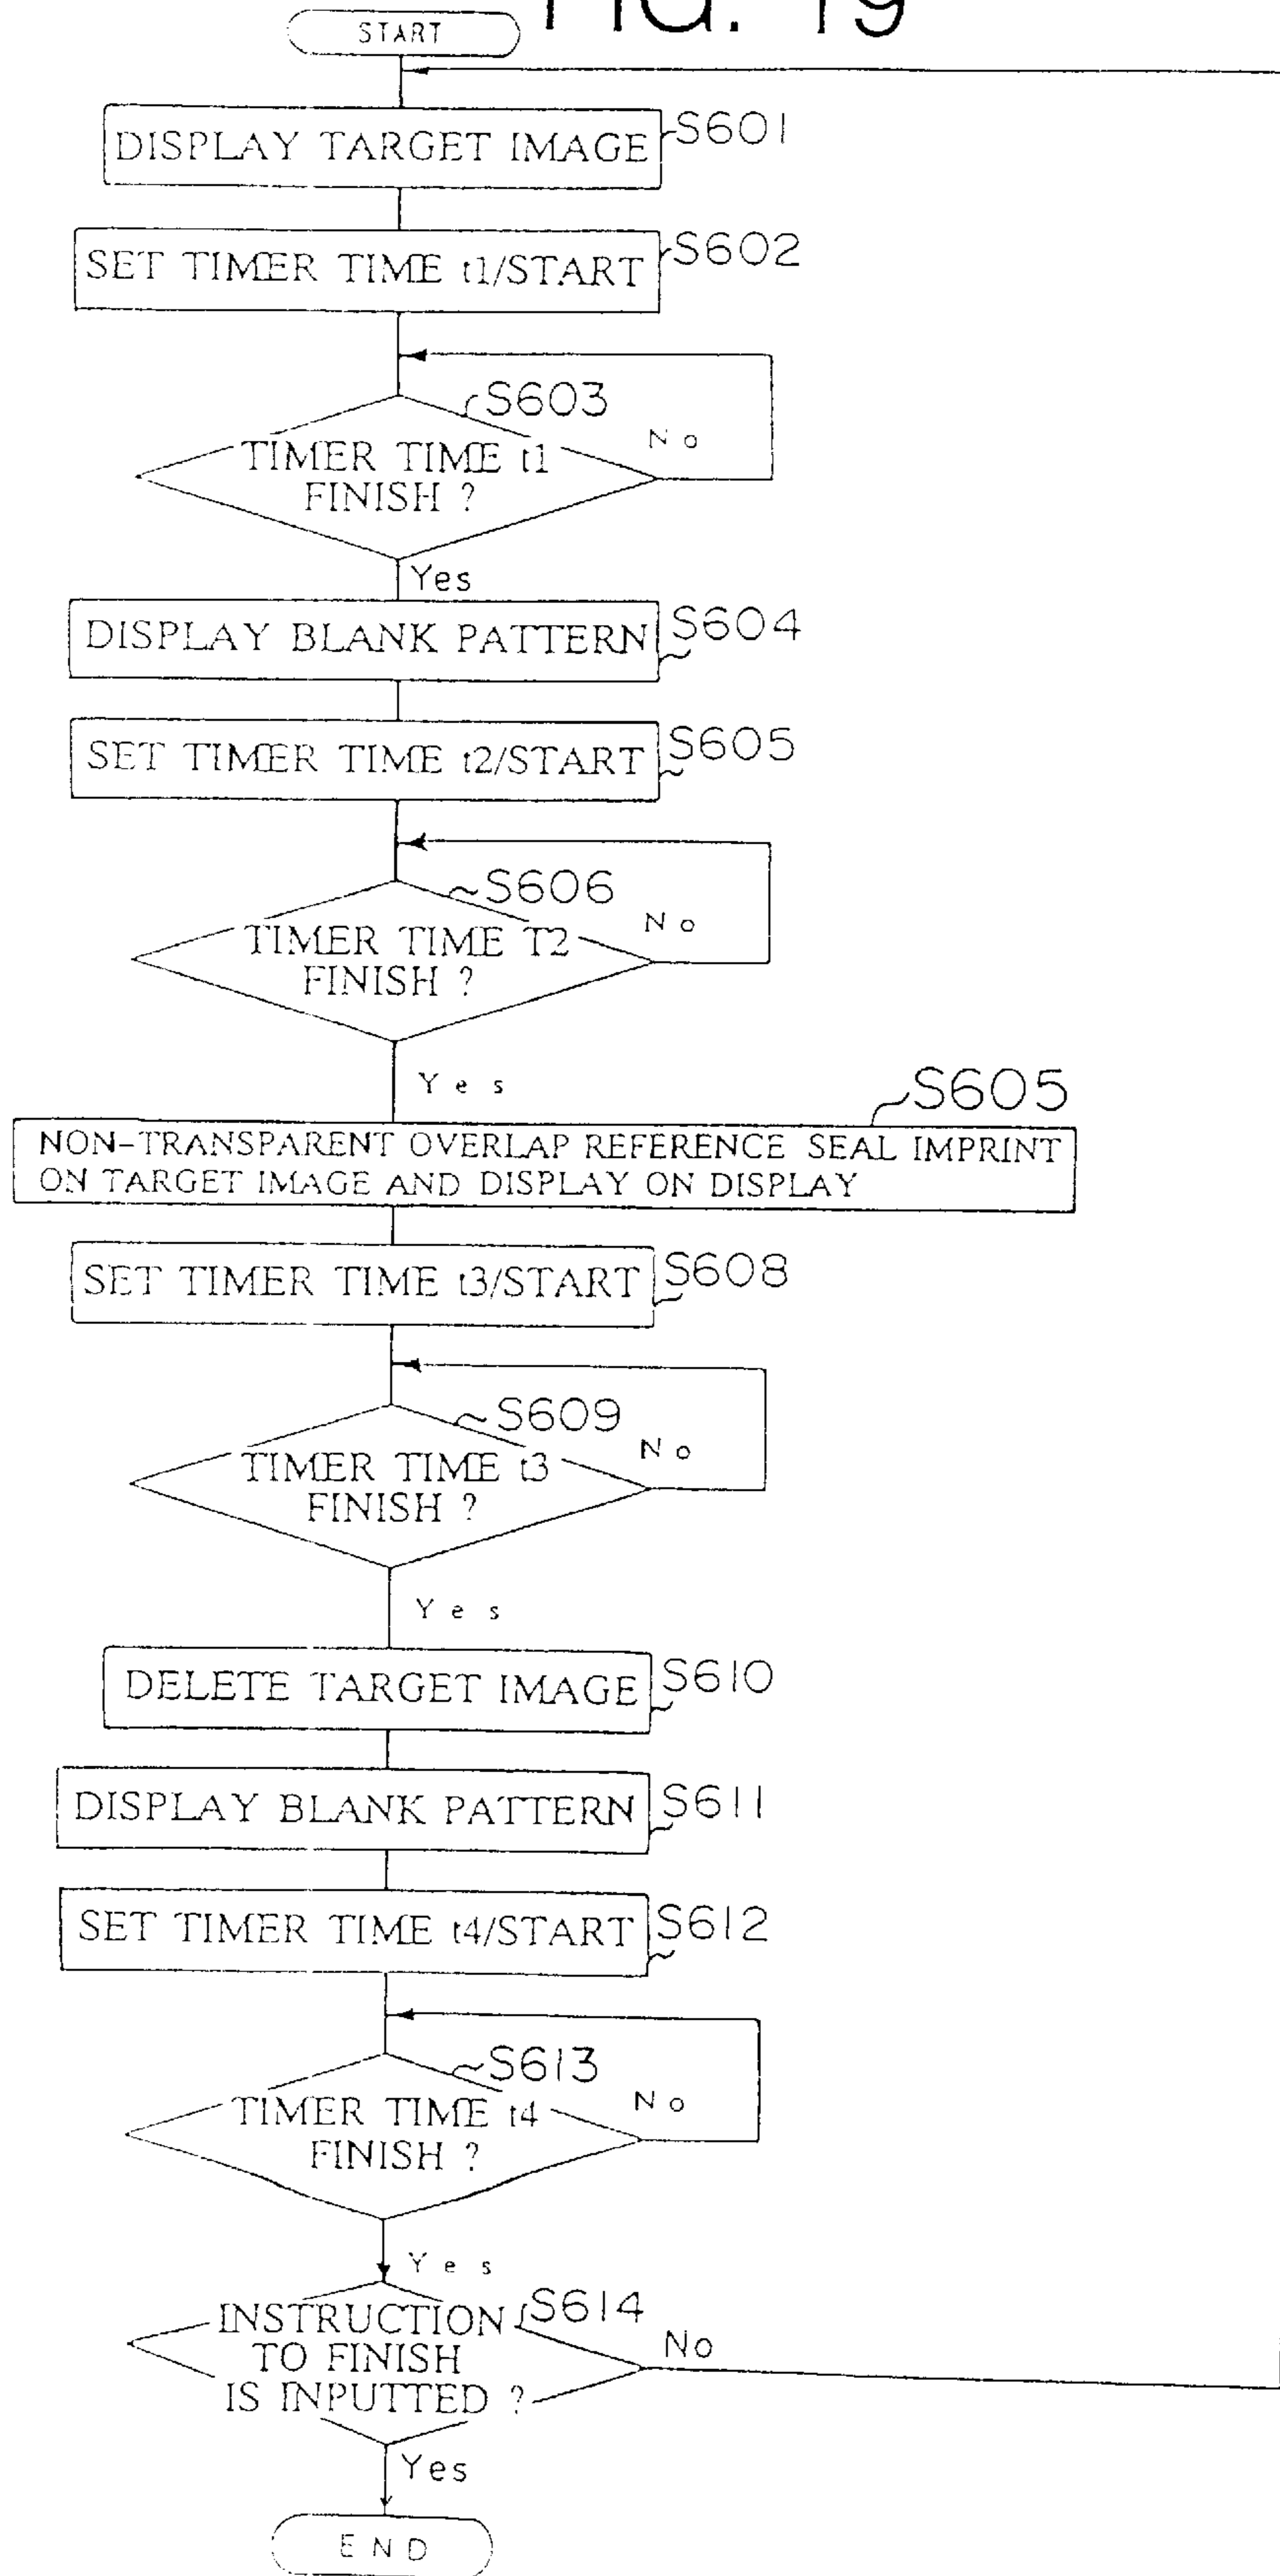 FIG. 19
START
DISPLAY TARGET IMAGE
S601
SET TIMER TIME t1/START
S602
S603
TIMER TIME t1
FINISH ?
No
Yes
DISPLAY BLANK PATTERN
S604
SET TIMER TIME t2/START
S605
S606
TIMER TIME T2
FINISH ?
No
Yes
S605
NON-TRANSPARENT OVERLAP REFERENCE SEAL IMPRINT
ON TARGET IMAGE AND DISPLAY ON DISPLAY
SET TIMER TIME t3/START
S608
S609
TIMER TIME t3
FINISH ?
No
Yes
DELETE TARGET IMAGE
S610
DISPLAY BLANK PATTERN
S611
SET TIMER TIME t4/START
S612
S613
TIMER TIME t4
FINISH ?
No
Yes
S614
INSTRUCTION
TO FINISH
IS INPUTTED ?
No
Yes
END